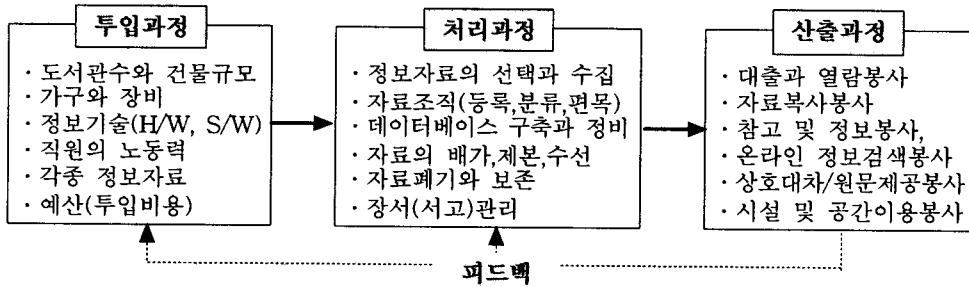 투입과정
· 도서관수와 건물규모
· 가구와 장비
· 정보기술(H/W, S/W)
· 직원의 노동력
· 각종 정보자료
· 예산(투입비용)
처리과정
· 정보자료의 선택과 수집
· 자료조직(등록,분류,편목)
· 데이터베이스 구축과 정비
· 자료의 배가,제본,수선
· 자료폐기와 보존
· 장서(서고)관리
산출과정
· 대출과 열람봉사
· 자료복사봉사
· 참고 및 정보봉사,
· 온라인 정보검색봉사
· 상호대차/원문제공봉사
· 시설 및 공간이용봉사
피드백